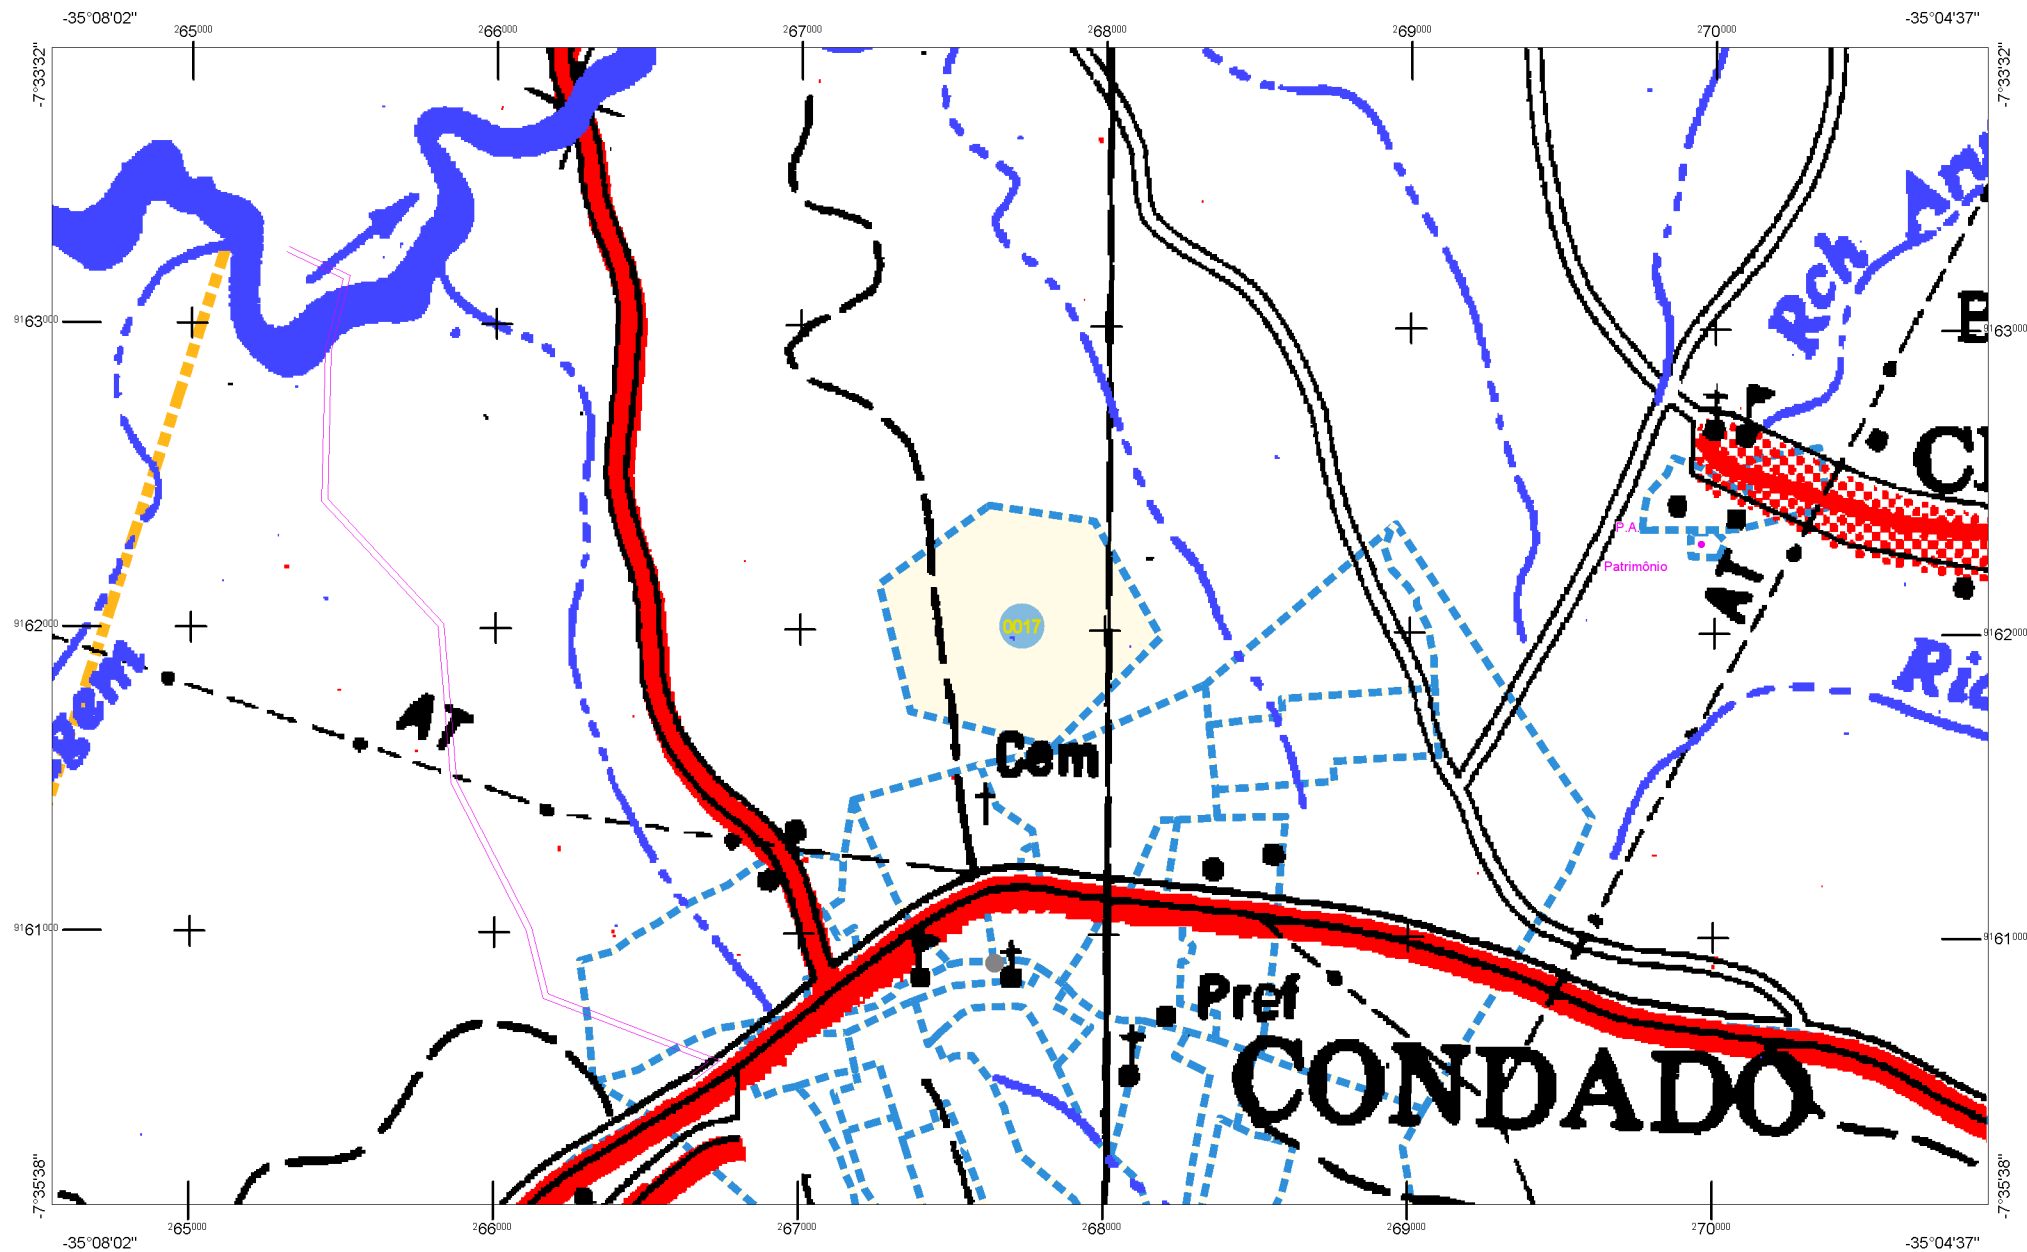 -35°08'02" -35°04'37"
265000 266000 267000 268000 269000 270000
-7°33'32" -7°33'32"
Rch
9163000 9163000
P.A.
Patrimônio
AT
0017
9162000 9162000
AT
Cem
9161000 9161000
Pref
CONDADO
-7°35'38" -7°35'38"
265000 266000 267000 268000 269000 270000
-35°08'02" -35°04'37"